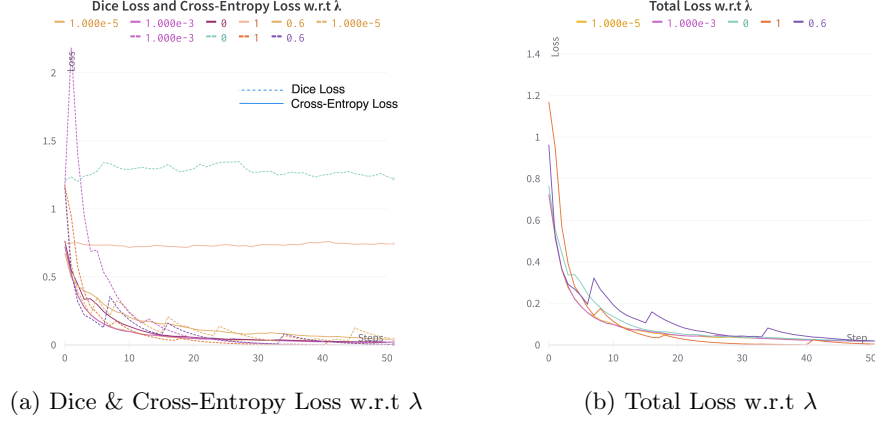 Dice Loss and Cross-Entropy Loss w.r.t λ
1.000e-5 1.000e-3 0 1 0.6 1.000e-5
1.000e-3 0 1 0.6
Loss
2
1.5
1
0.5
0
Dice Loss
Cross-Entropy Loss
Steps
0 10 20 30 40 50
(a) Dice & Cross-Entropy Loss w.r.t λ
Total Loss w.r.t λ
1.000e-5 1.000e-3 0 1 0.6
Loss
1.4
1.2
1
0.8
0.6
0.4
0.2
0
Step
0 10 20 30 40 50
(b) Total Loss w.r.t λ